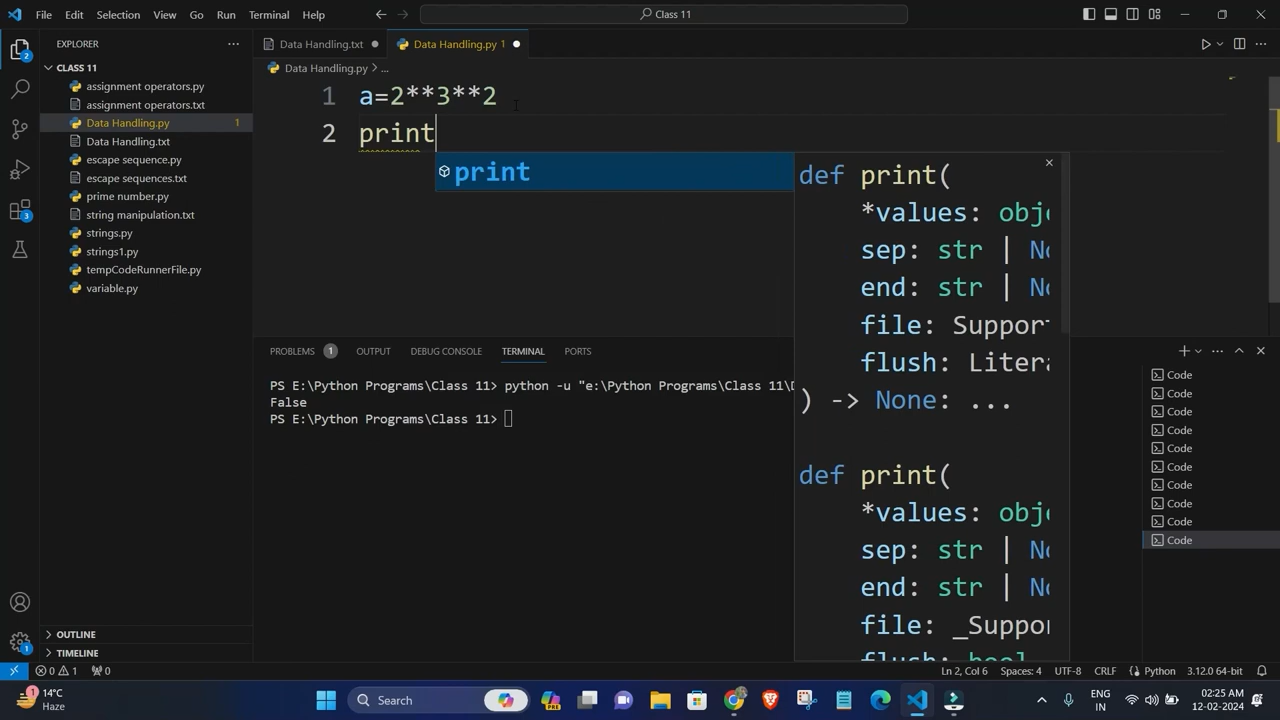 File Edit Selection View Go Run Terminal Help
Class 11
EXPLORER
Data Handling.txt
Data Handling.py 1
CLASS 11
Data Handling.py > ...
assignment operators.py
assignment operators.txt
Data Handling.py 1
Data Handling.txt
escape sequence.py
escape sequences.txt
prime number.py
string manipulation.txt
strings.py
strings1.py
tempCodeRunnerFile.py
variable.py
2
3
1 a=2**3**2
2 print
print
def print(
*values: obj
sep: str | No
end: str | No
file: Support
flush: Litera
) -> None: ...
def print(
*values: obj
sep: str | No
end: str | No
file: _Suppo
flush: bool
PROBLEMS 1 OUTPUT DEBUG CONSOLE TERMINAL PORTS
PS E:\Python Programs\Class 11> python -u "e:\Python Programs\Class 11\D
False
PS E:\Python Programs\Class 11>
Code
Code
Code
Code
Code
Code
Code
Code
Code
Code
OUTLINE
TIMELINE
1
0 1 0
Ln 2, Col 6 Spaces: 4 UTF-8 CRLF Python 3.12.0 64-bit
1
14°C
Haze
Search
PRE
ENG
IN
02:25 AM
12-02-2024